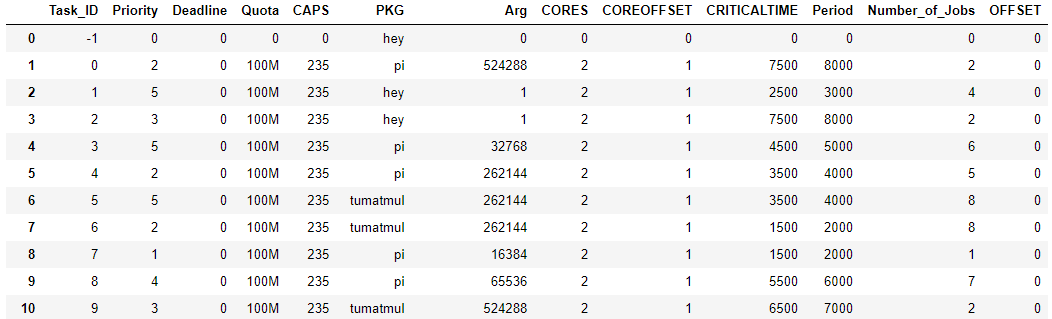 Task_ID Priority Deadline Quota CAPS PKG Arg CORES COREOFFSET CRITICALTIME Period Number_of_Jobs OFFSET
0 -1 0 0 0 0 hey 0 0 0 0 0 0 0
1 0 2 0 100M 235 pi 524288 2 1 7500 8000 2 0
2 1 5 0 100M 235 hey 1 2 1 2500 3000 4 0
3 2 3 0 100M 235 hey 1 2 1 7500 8000 2 0
4 3 5 0 100M 235 pi 32768 2 1 4500 5000 6 0
5 4 2 0 100M 235 pi 262144 2 1 3500 4000 5 0
6 5 5 0 100M 235 tumatmul 262144 2 1 3500 4000 8 0
7 6 2 0 100M 235 tumatmul 262144 2 1 1500 2000 8 0
8 7 1 0 100M 235 pi 16384 2 1 1500 2000 1 0
9 8 4 0 100M 235 pi 65536 2 1 5500 6000 7 0
10 9 3 0 100M 235 tumatmul 524288 2 1 6500 7000 2 0